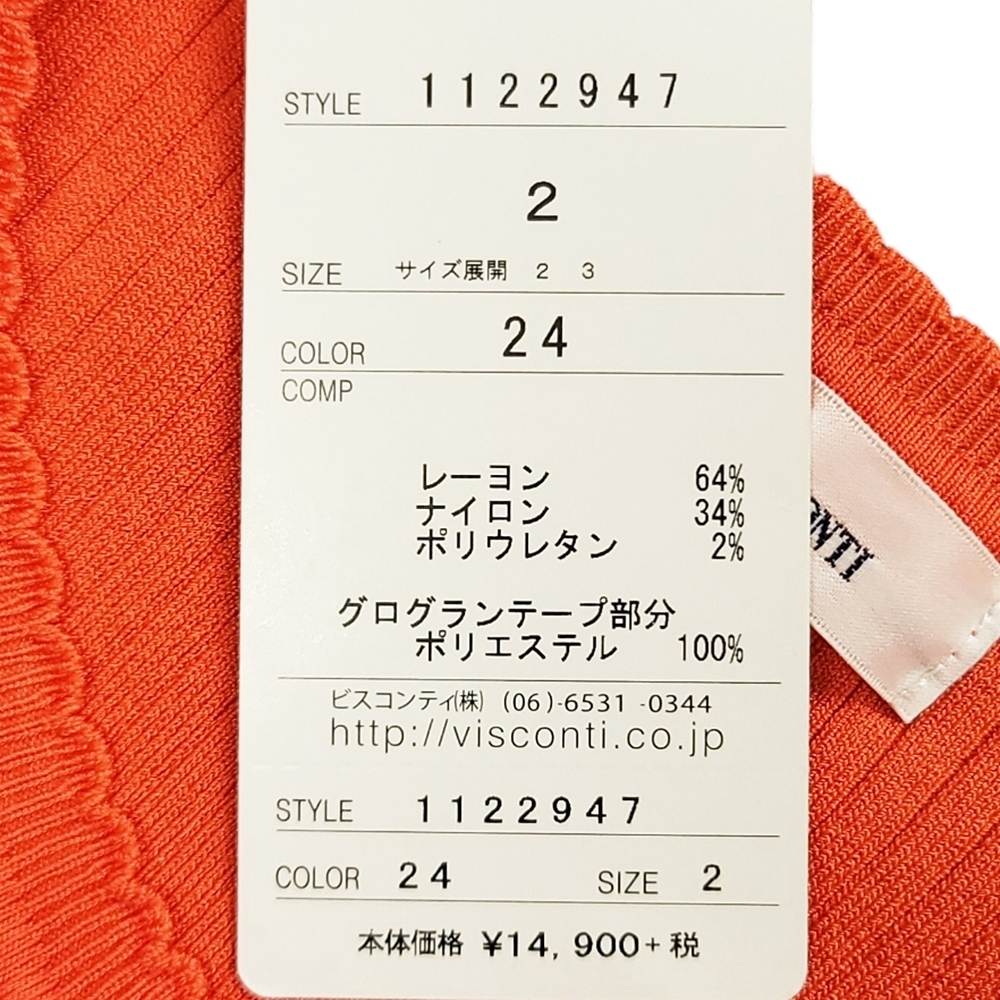 STYLE 1122947
2
SIZE サイズ展開 2 3
COLOR 24
COMP
レーヨン 64%
ナイロン 34%
ポリウレタン 2%
グログランテープ部分
ポリエステル 100%
ビスコンティ㈱ (06)-6531-0344
http://visconti.co.jp
STYLE 1122947
COLOR 24 SIZE 2
本体価格 ¥14,900+税
ONTI